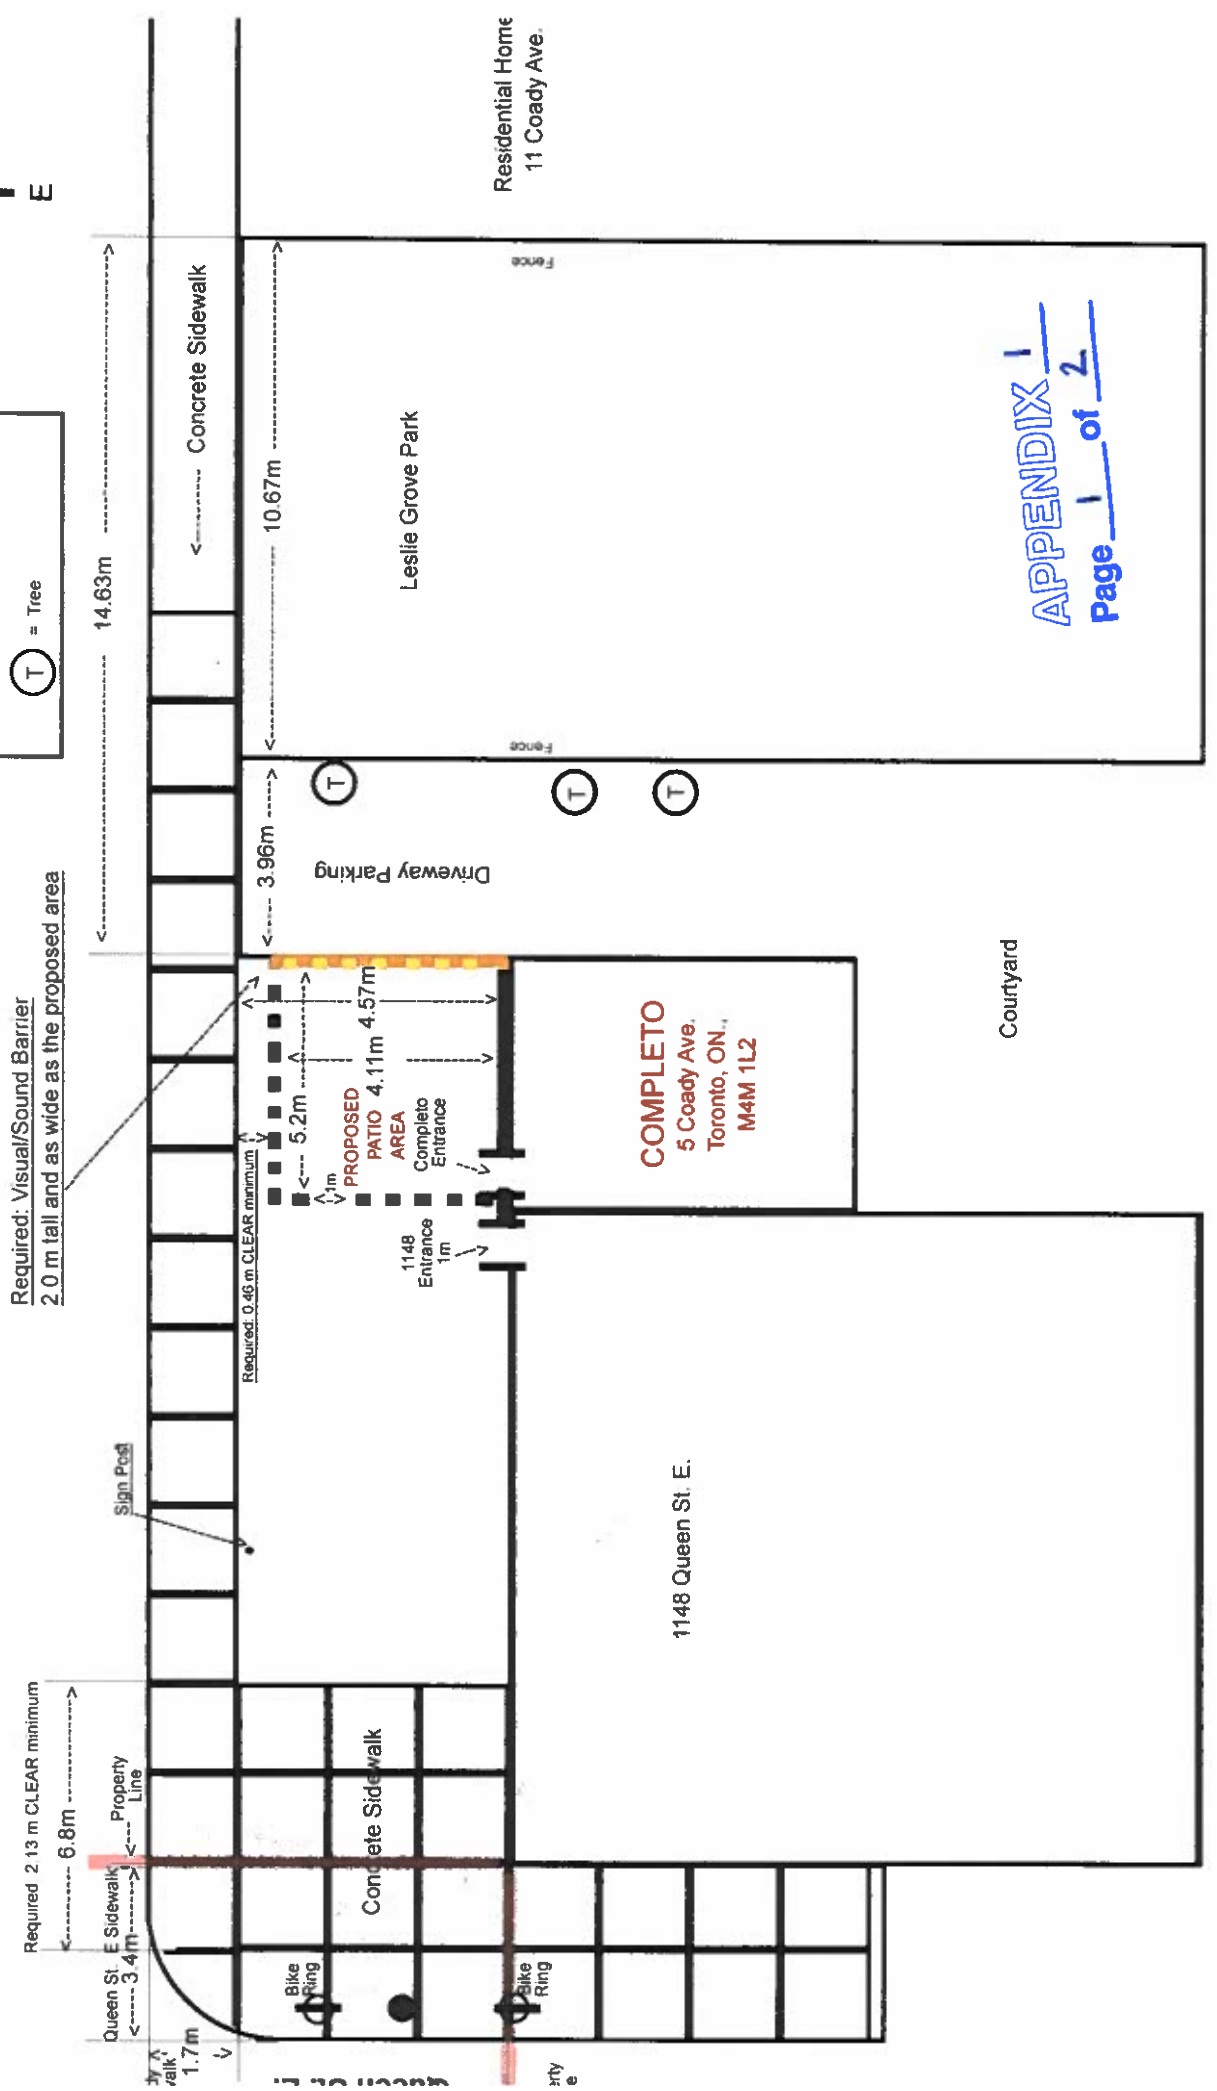 E
T = Tree
Required: Visual/Sound Barrier
2.0 m tall and as wide as the proposed area
14.63m
Concrete Sidewalk
Residential Home
11 Coady Ave.
10.67m
Fence
Leslie Grove Park
Fence
3.96m
T
T
T
Driveway Parking
Courtyard
APPENDIX 1
Page 1 of 2
4.57m
4.11m
5.2m
1m
PROPOSED
PATIO
AREA
Completo
Entrance
Required: 0.46 m CLEAR minimum
1148
Entrance
1m
COMPLETO
5 Coady Ave.
Toronto, ON.,
M4M 1L2
Sign Post
1148 Queen St. E.
Required 2.13 m CLEAR minimum
6.8m
Property
Line
Queen St. E Sidewalk
3.4m
1.7m
Concrete Sidewalk
Bike
Ring
Bike
Ring